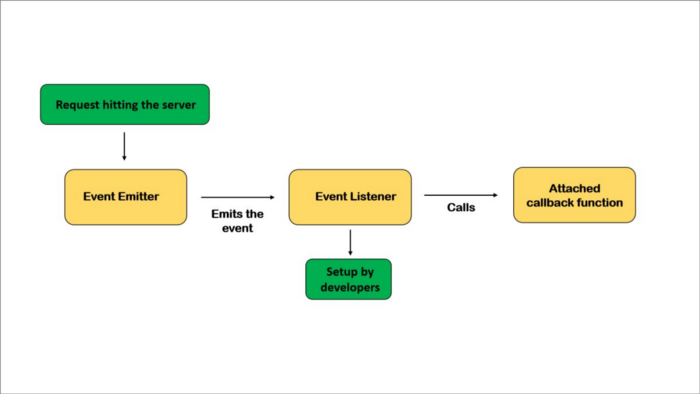 Request hitting the server
Event Emitter
Emits the
event
Event Listener
Calls
Attached
callback function
Setup by
developers